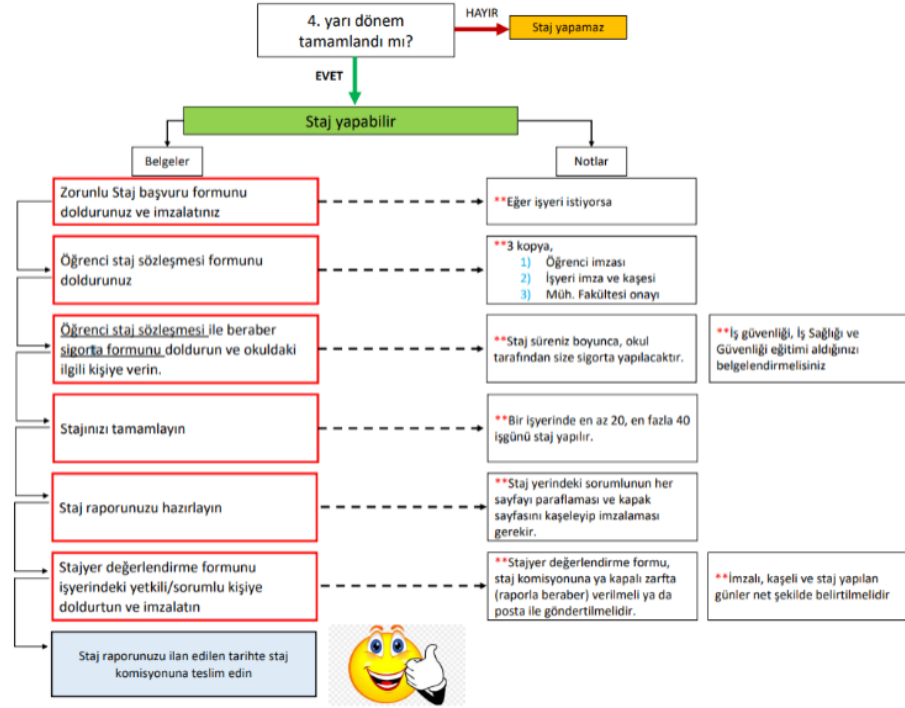 4. yarı dönem
tamamlandı mı?
HAYIR
Staj yapamaz
EVET
Staj yapabilir
Belgeler
Notlar
Zorunlu Staj başvuru formunu
doldurunuz ve imzalatınız
**Eğer işyeri istiyorsa
Öğrenci staj sözleşmesi formunu
doldurunuz
**3 kopya,
1) Öğrenci imzası
2) İşyeri imza ve kaşesi
3) Müh. Fakültesi onayı
Öğrenci staj sözleşmesi ile beraber
sigorta formunu doldurun ve okuldaki
ilgili kişiye verin.
**Staj süreniz boyunca, okul
tarafından size sigorta yapılacaktır.
**İş güvenliği, İş Sağlığı ve
Güvenliği eğitimi aldığınızı
belgelendirmelisiniz
Stajınızı tamamlayın
**Bir işyerinde en az 20, en fazla 40
işgünü staj yapılır.
Staj raporunuzu hazırlayın
**Staj yerindeki sorumlunun her
sayfayı paraflaması ve kapak
sayfasını kaşeleyip imzalaması
gerekir.
Stajyer değerlendirme formunu
işyerindeki yetkili/sorumlu kişiye
doldurtun ve imzalatın
**Stajyer değerlendirme formu,
staj komisyonuna ya kapalı zarfta
(raporla beraber) verilmeli ya da
posta ile göndertilmelidir.
**İmzalı, kaşeli ve staj yapılan
günler net şekilde belirtilmelidir
Staj raporunuzu ilan edilen tarihte staj
komisyonuna teslim edin